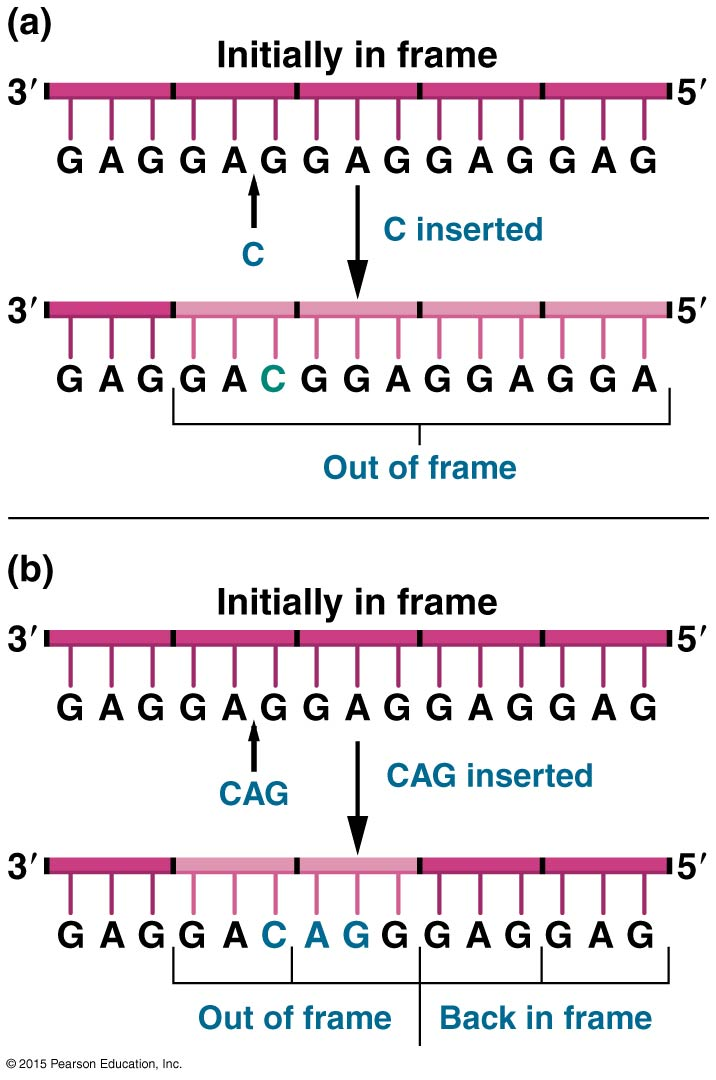 (a)
Initially in frame
3′ 5′
G A G G A G G A G G A G G A G
C
C inserted
3′ 5′
G A G G A C G G A G G A G G A
Out of frame
(b)
Initially in frame
3′ 5′
G A G G A G G A G G A G G A G
CAG inserted
CAG
3′ 5′
G A G G A C A G G G A G G A G
Out of frame Back in frame
© 2015 Pearson Education, Inc.